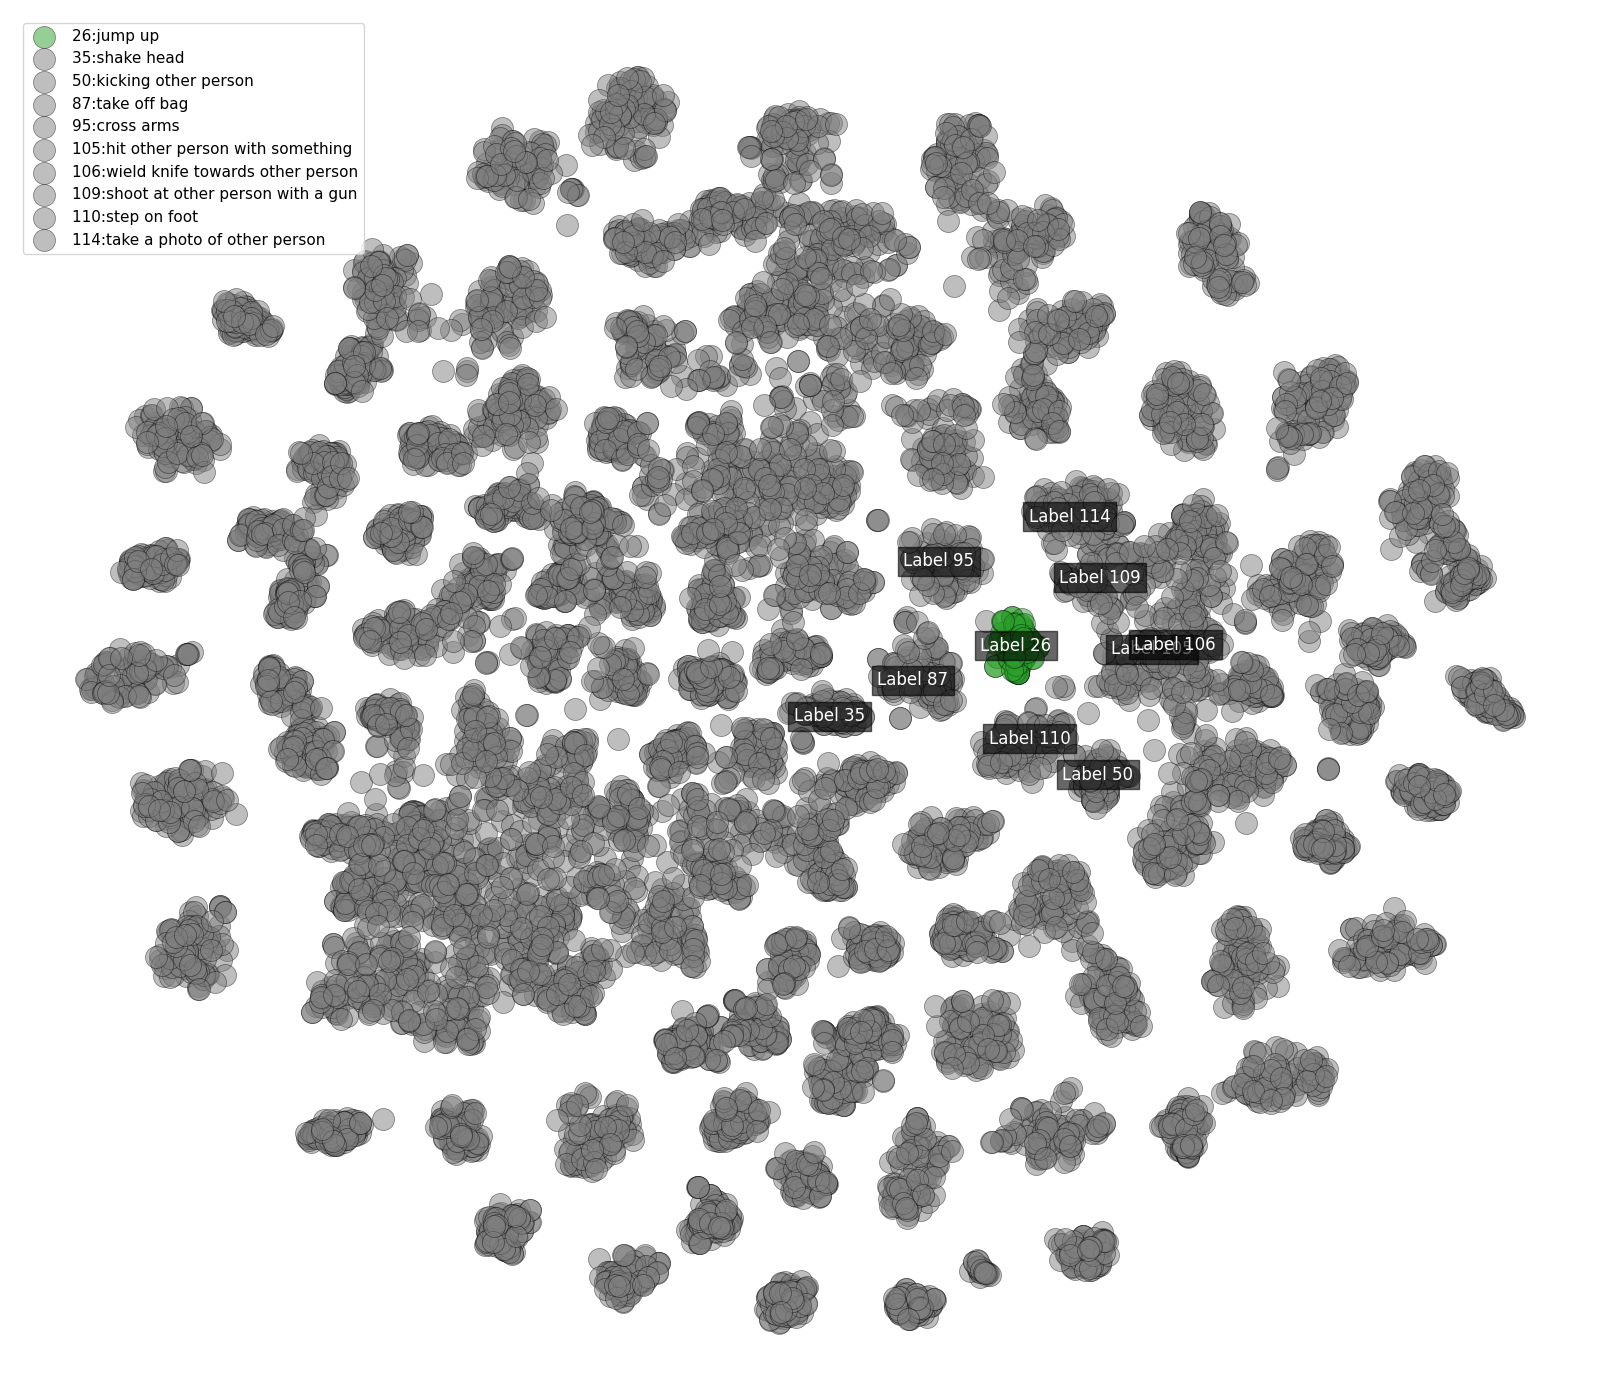 26:jump up
35:shake head
50:kicking other person
87:take off bag
95:cross arms
105:hit other person with something
106:wield knife towards other person
109:shoot at other person with a gun
110:step on foot
114:take a photo of other person
Label 114
Label 95
Label 109
Label 26
Label 106
Label 87
Label 35
Label 110
Label 50